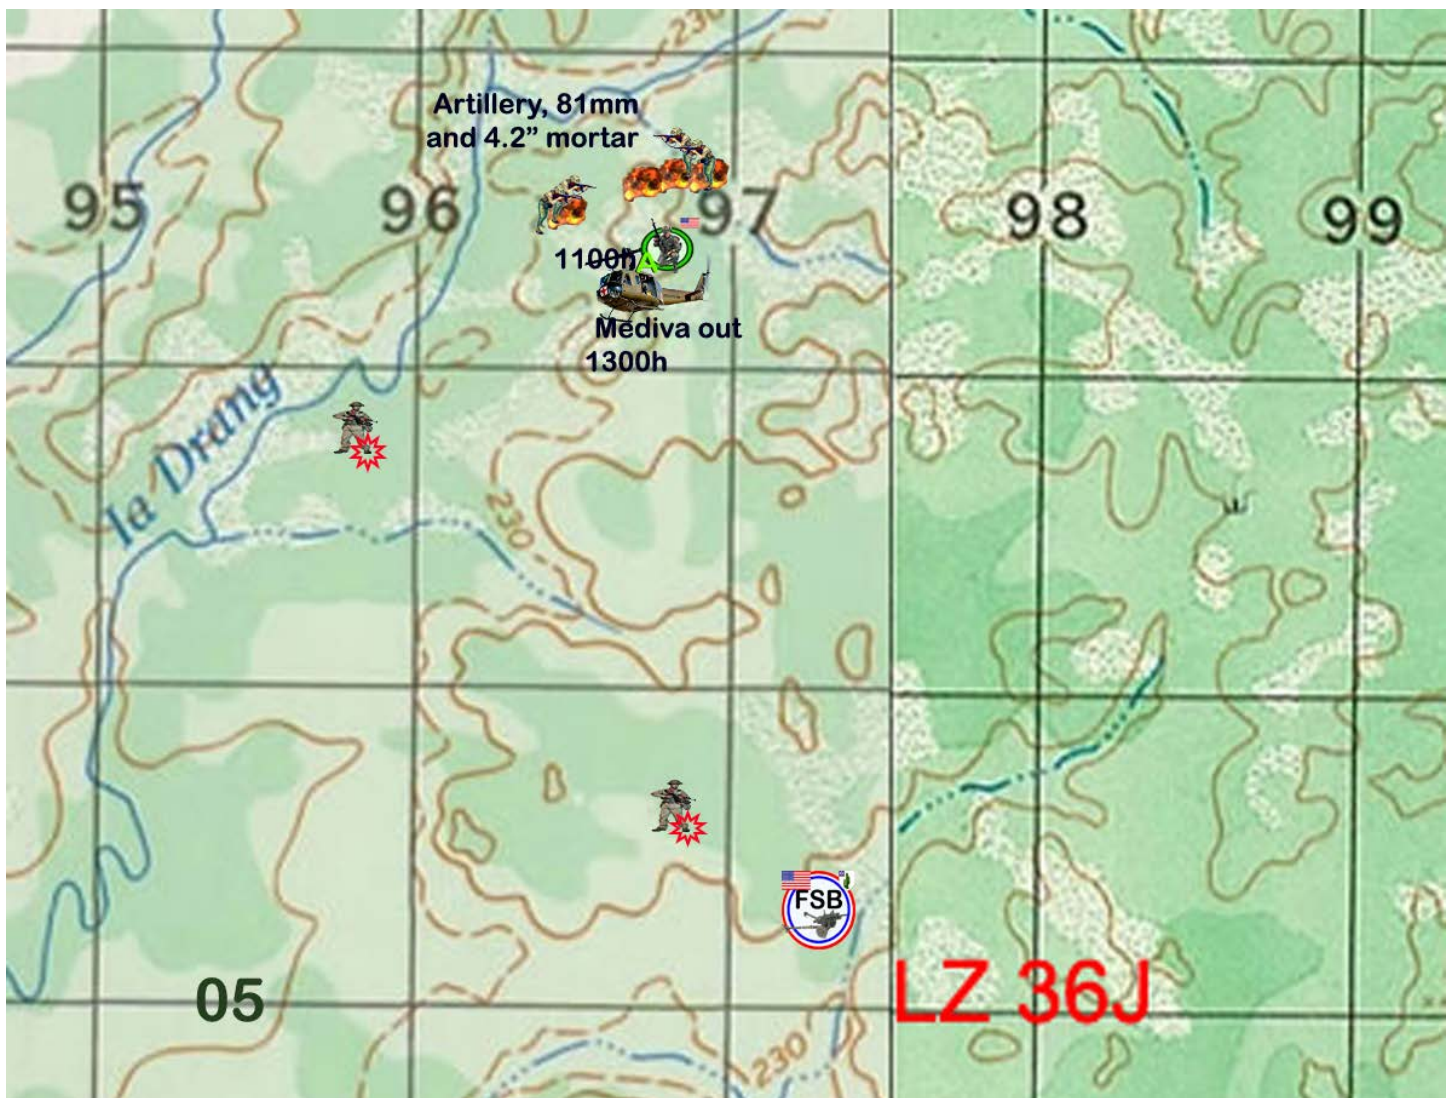 230
Artillery, 81mm
and 4.2” mortar
95
96
97
98
99
1100h
A
Mediva out
1300h
Ia Drang
230
FSB
05
LZ 36J
230